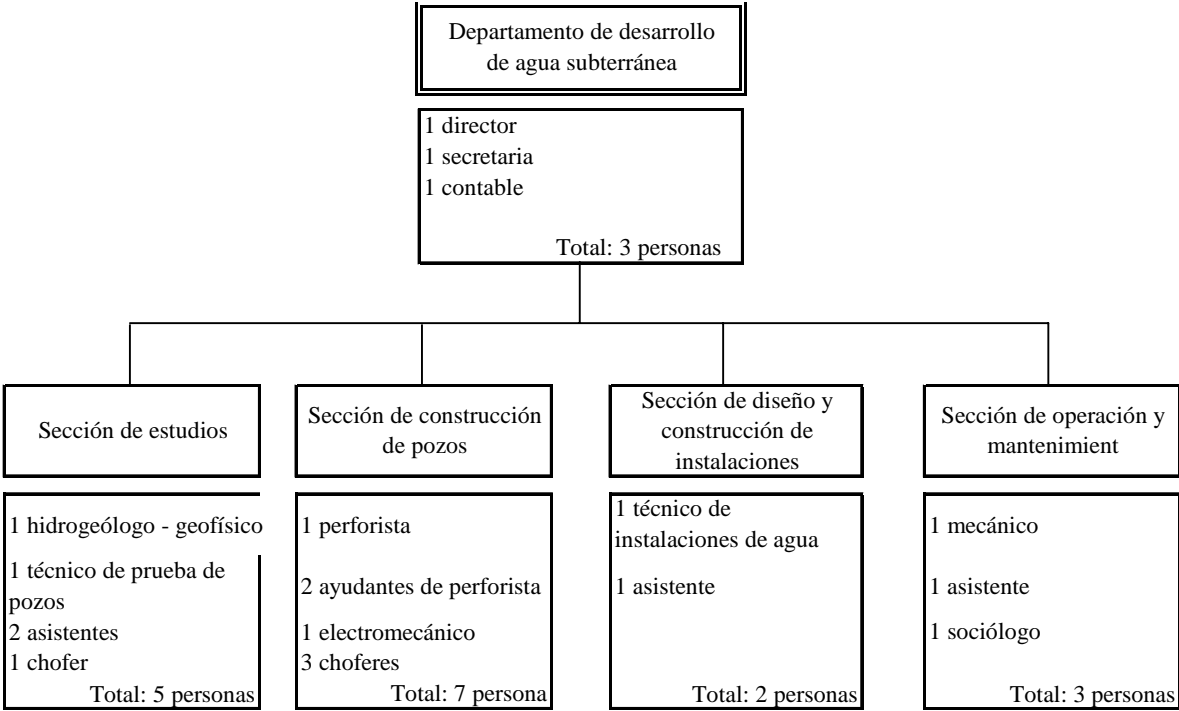 Departamento de desarrollo
de agua subterránea
1 director
1 secretaria
1 contable
Total: 3 personas
Sección de estudios
1 hidrogeólogo - geofísico
1 técnico de prueba de
pozos
2 asistentes
1 chofer
Total: 5 personas
Sección de construcción
de pozos
1 perforista
2 ayudantes de perforista
1 electromecánico
3 choferes
Total: 7 persona
Sección de diseño y
construcción de
instalaciones
1 técnico de
instalaciones de agua
1 asistente
Total: 2 personas
Sección de operación y
mantenimient
1 mecánico
1 asistente
1 sociólogo
Total: 3 personas